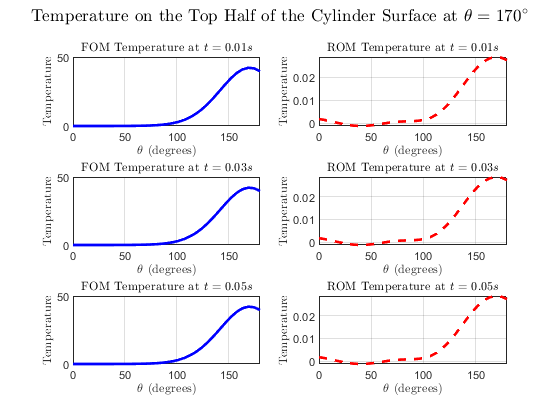 Temperature on the Top Half of the Cylinder Surface at θ = 170°
FOM Temperature at t = 0.01s
ROM Temperature at t = 0.01s
50
0
Temperature
0 50 100 150
θ (degrees)
0.02
0.01
0
Temperature
0 50 100 150
θ (degrees)
FOM Temperature at t = 0.03s
ROM Temperature at t = 0.03s
50
0
Temperature
0 50 100 150
θ (degrees)
0.02
0.01
0
Temperature
0 50 100 150
θ (degrees)
FOM Temperature at t = 0.05s
ROM Temperature at t = 0.05s
50
0
Temperature
0 50 100 150
θ (degrees)
0.02
0.01
0
Temperature
0 50 100 150
θ (degrees)